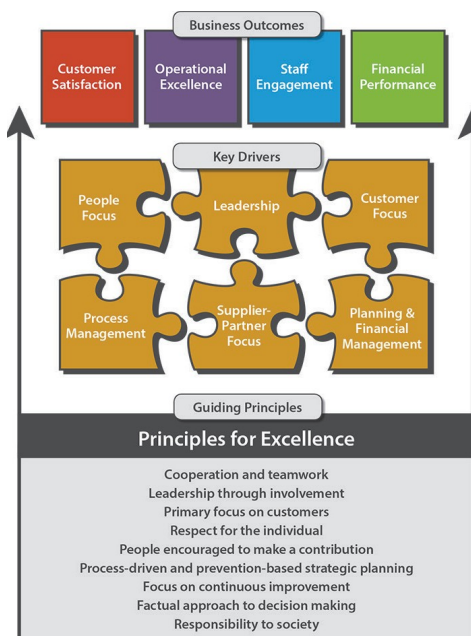 Business Outcomes
Customer
Satisfaction
Operational
Excellence
Staff
Engagement
Financial
Performance
Key Drivers
People
Focus
Leadership
Customer
Focus
Process
Management
Supplier-
Partner
Focus
Planning &
Financial
Management
Guiding Principles
Principles for Excellence
Cooperation and teamwork
Leadership through involvement
Primary focus on customers
Respect for the individual
People encouraged to make a contribution
Process-driven and prevention-based strategic planning
Focus on continuous improvement
Factual approach to decision making
Responsibility to society